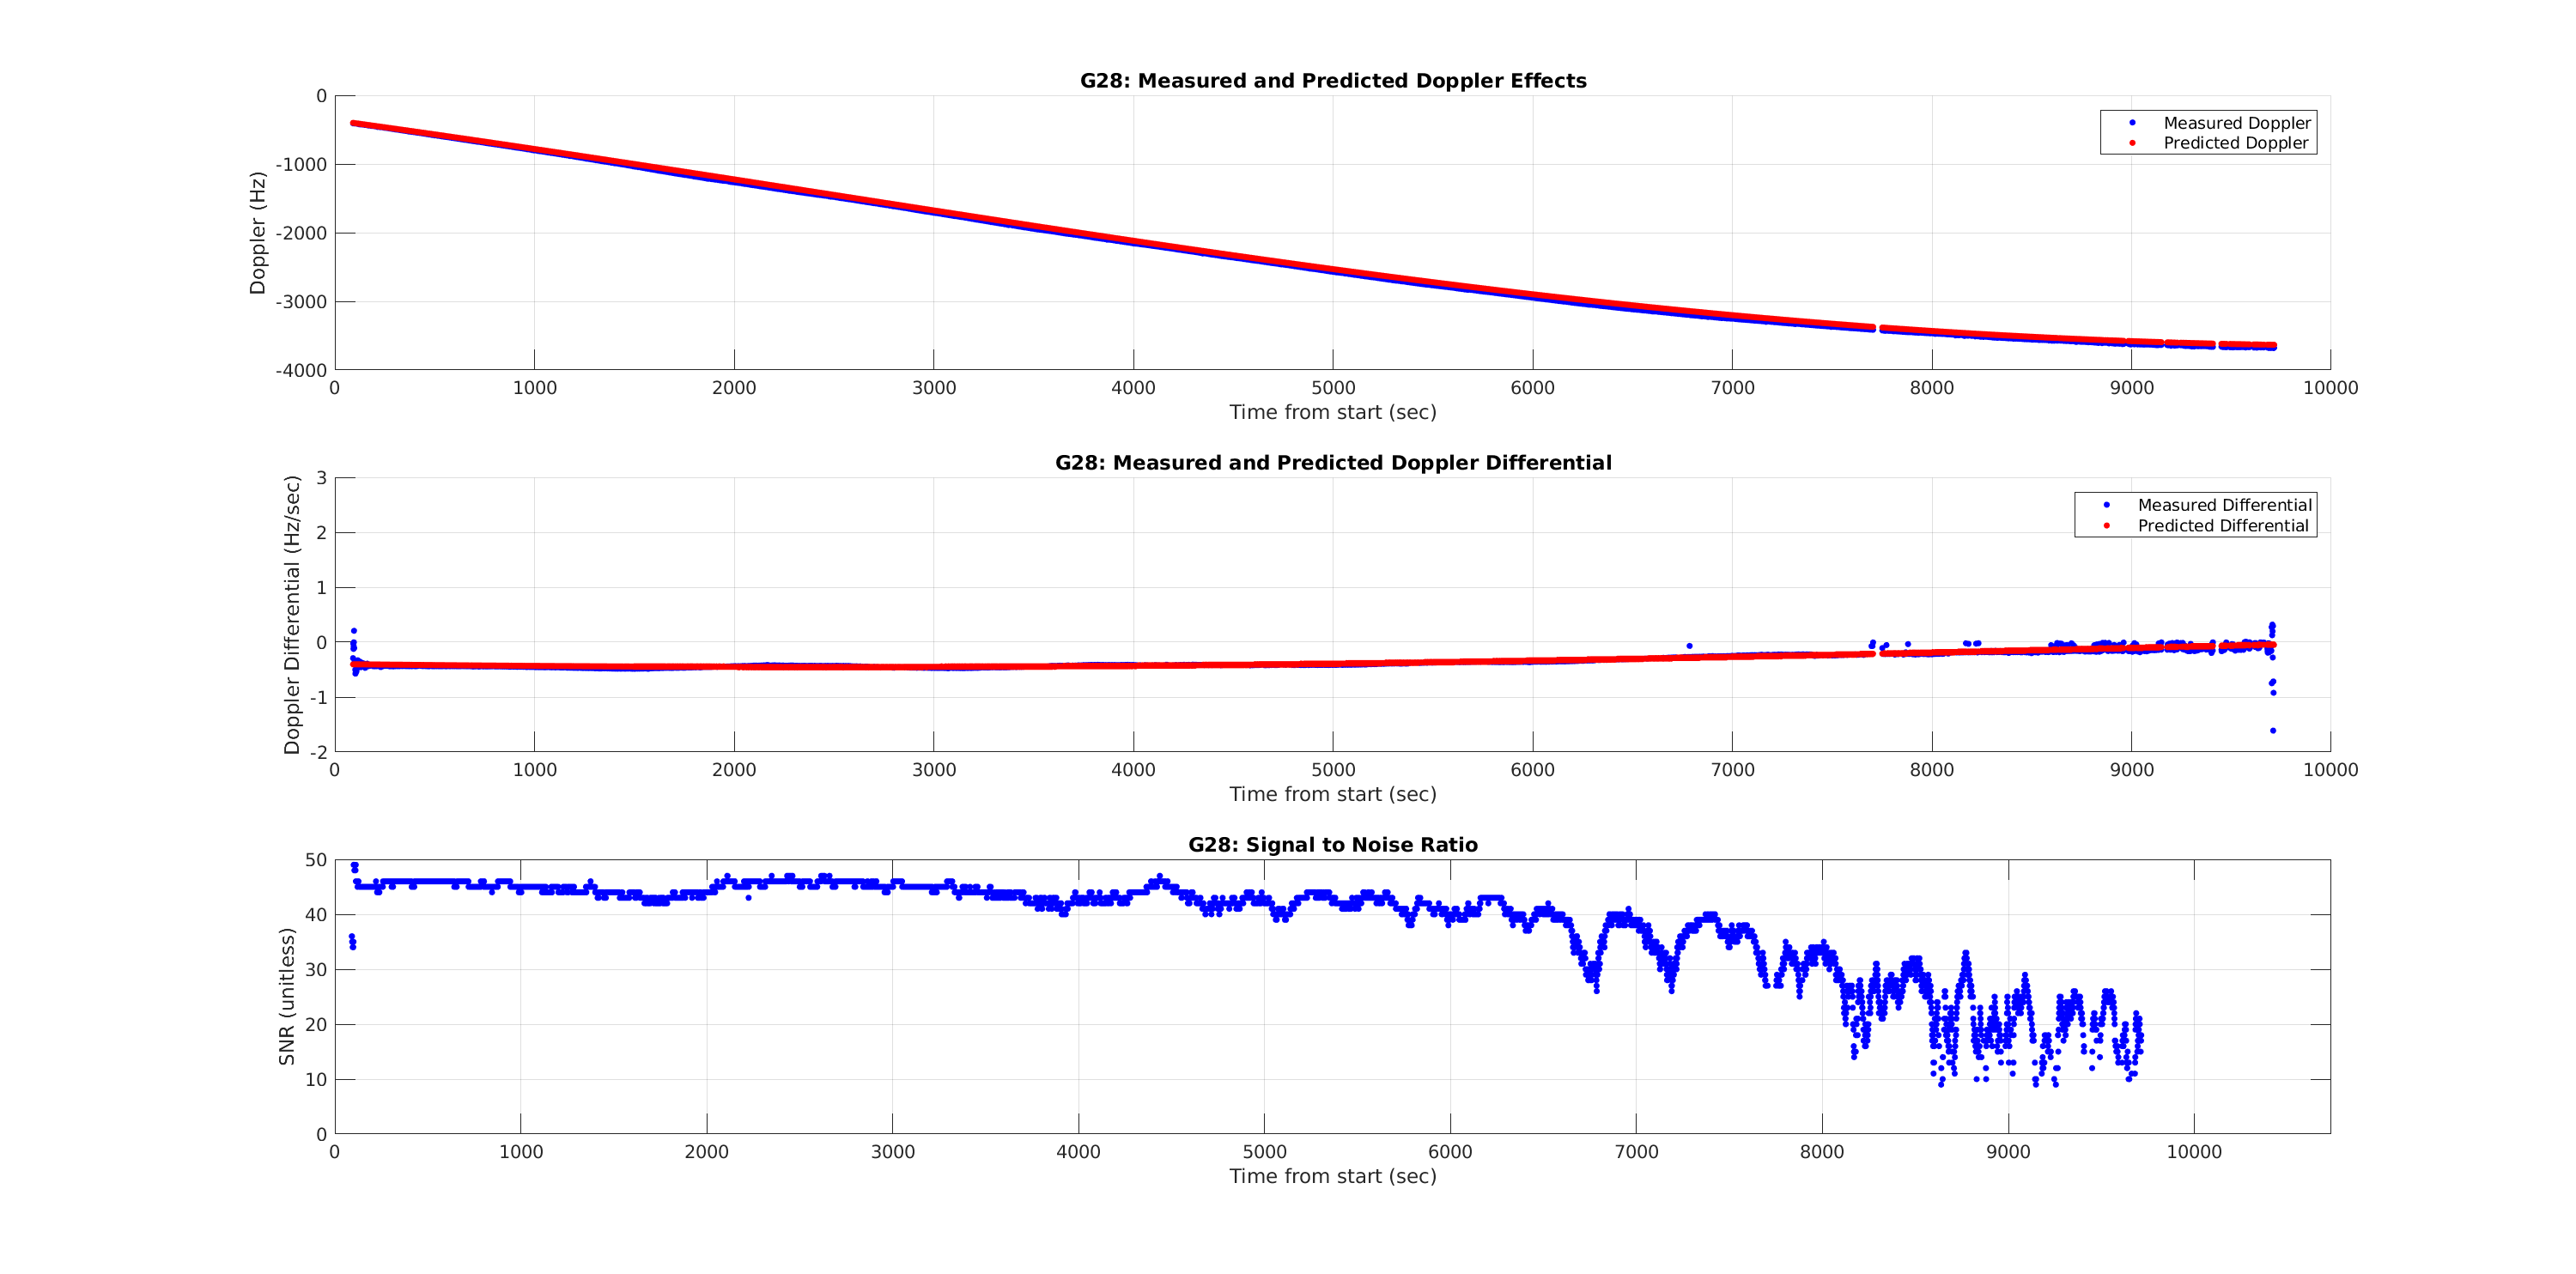 G28: Measured and Predicted Doppler Effects
Doppler (Hz)
0
-1000
-2000
-3000
-4000
Measured Doppler
Predicted Doppler
0 1000 2000 3000 4000 5000 6000 7000 8000 9000 10000
Time from start (sec)
G28: Measured and Predicted Doppler Differential
Doppler Differential (Hz/sec)
3
2
1
0
-1
-2
Measured Differential
Predicted Differential
0 1000 2000 3000 4000 5000 6000 7000 8000 9000 10000
Time from start (sec)
G28: Signal to Noise Ratio
SNR (unitless)
50
40
30
20
10
0
0 1000 2000 3000 4000 5000 6000 7000 8000 9000 10000
Time from start (sec)